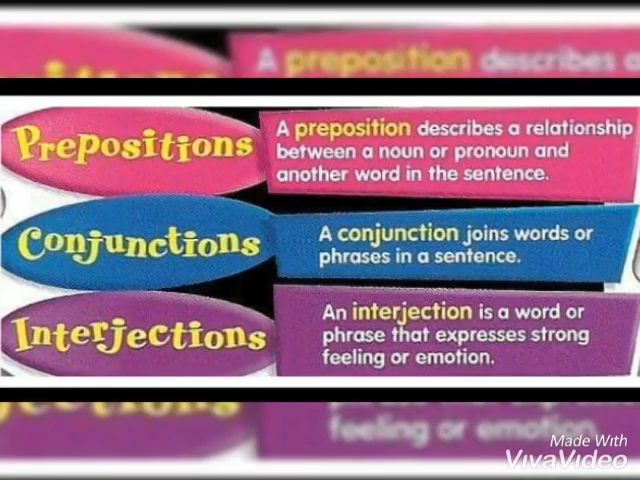 A preposition describes a
Prepositions
A preposition describes a relationship
between a noun or pronoun and
another word in the sentence.
Conjunctions
A conjunction joins words or
phrases in a sentence.
Interjections
An interjection is a word or
phrase that expresses strong
feeling or emotion.
feeling or emotion.
Made With
VivaVideo